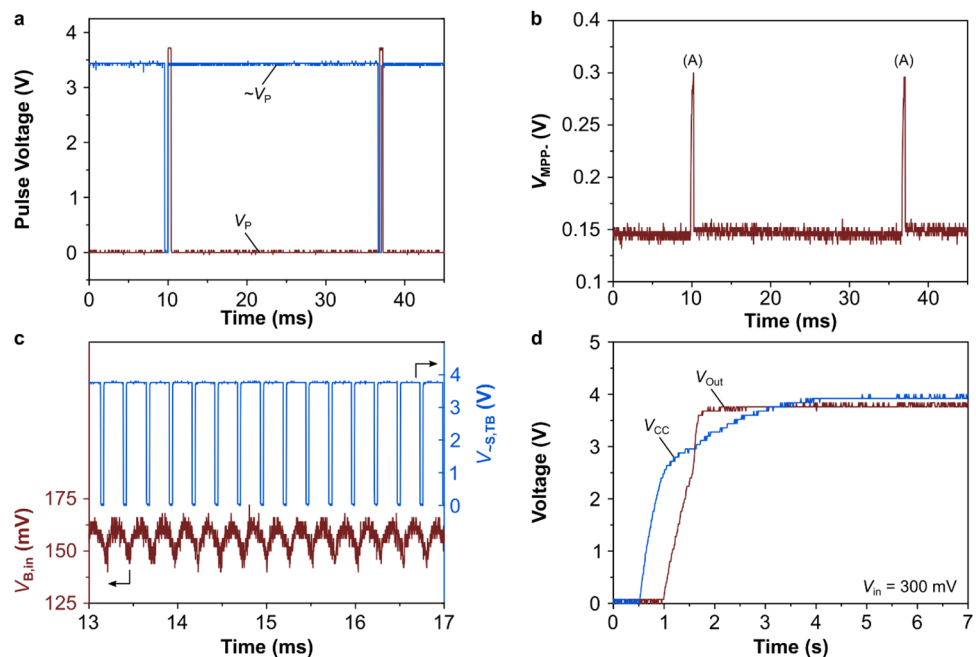 a
Pulse Voltage (V)
4
3
2
1
0
~VP
VP
0
10
20
30
40
Time (ms)
b
VMPP- (V)
0.35
0.3
0.25
0.2
0.15
0.1
(A)
(A)
0
10
20
30
40
Time (ms)
c
VB,in (mV)
175
150
125
4
3
2
1
0
V~S,TB (V)
13
14
15
16
17
Time (ms)
d
Voltage (V)
5
4
3
2
1
0
VOut
VCC
Vin = 300 mV
0
1
2
3
4
5
6
7
Time (s)